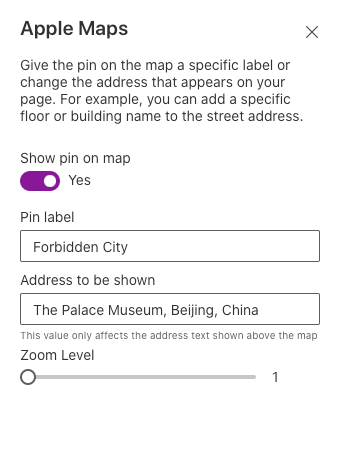 Apple Maps
Give the pin on the map a specific label or
change the address that appears on your
page. For example, you can add a specific
floor or building name to the street address.
Show pin on map
Yes
Pin label
Forbidden City
Address to be shown
The Palace Museum, Beijing, China
This value only affects the address text shown above the map
Zoom Level
1